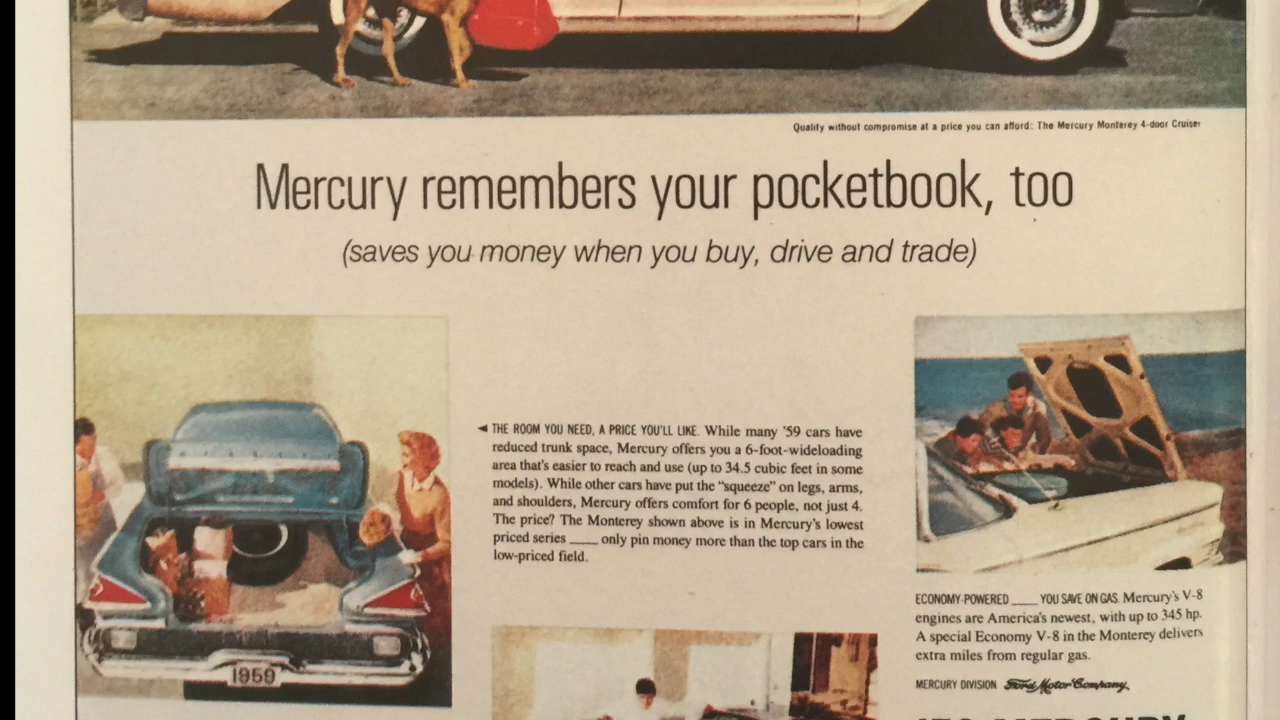 Quality without compromise at a price you can afford: The Mercury Monterey 4-door Cruiser
Mercury remembers your pocketbook, too
(saves you money when you buy, drive and trade)
◄ THE ROOM YOU NEED, A PRICE YOU'LL LIKE. While many '59 cars have
reduced trunk space, Mercury offers you a 6-foot-wideloading
area that's easier to reach and use (up to 34.5 cubic feet in some
models). While other cars have put the “squeeze” on legs, arms,
and shoulders, Mercury offers comfort for 6 people, not just 4.
The price? The Monterey shown above is in Mercury's lowest
priced series ____ only pin money more than the top cars in the
low-priced field.
1959
ECONOMY-POWERED ____ YOU SAVE ON GAS. Mercury's V-8
engines are America's newest, with up to 345 hp.
A special Economy V-8 in the Monterey delivers
extra miles from regular gas.
MERCURY DIVISION Ford Motor Company,
MERCURY